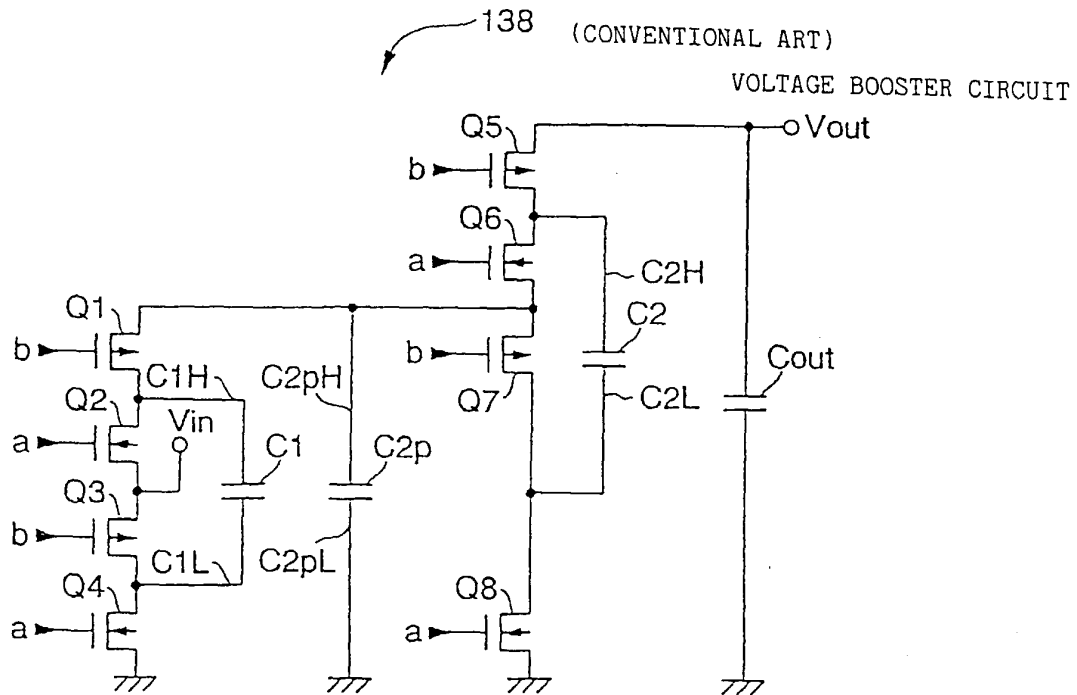 138
(CONVENTIONAL ART)
VOLTAGE BOOSTER CIRCUIT
Vout
Q5
b
Q6
a
C2H
C2
C2L
Q1
b
b
Q7
Cout
C1H
C2pH
Q2
Vin
a
C1
C2p
Q3
b
C1L
C2pL
Q4
Q8
a
a